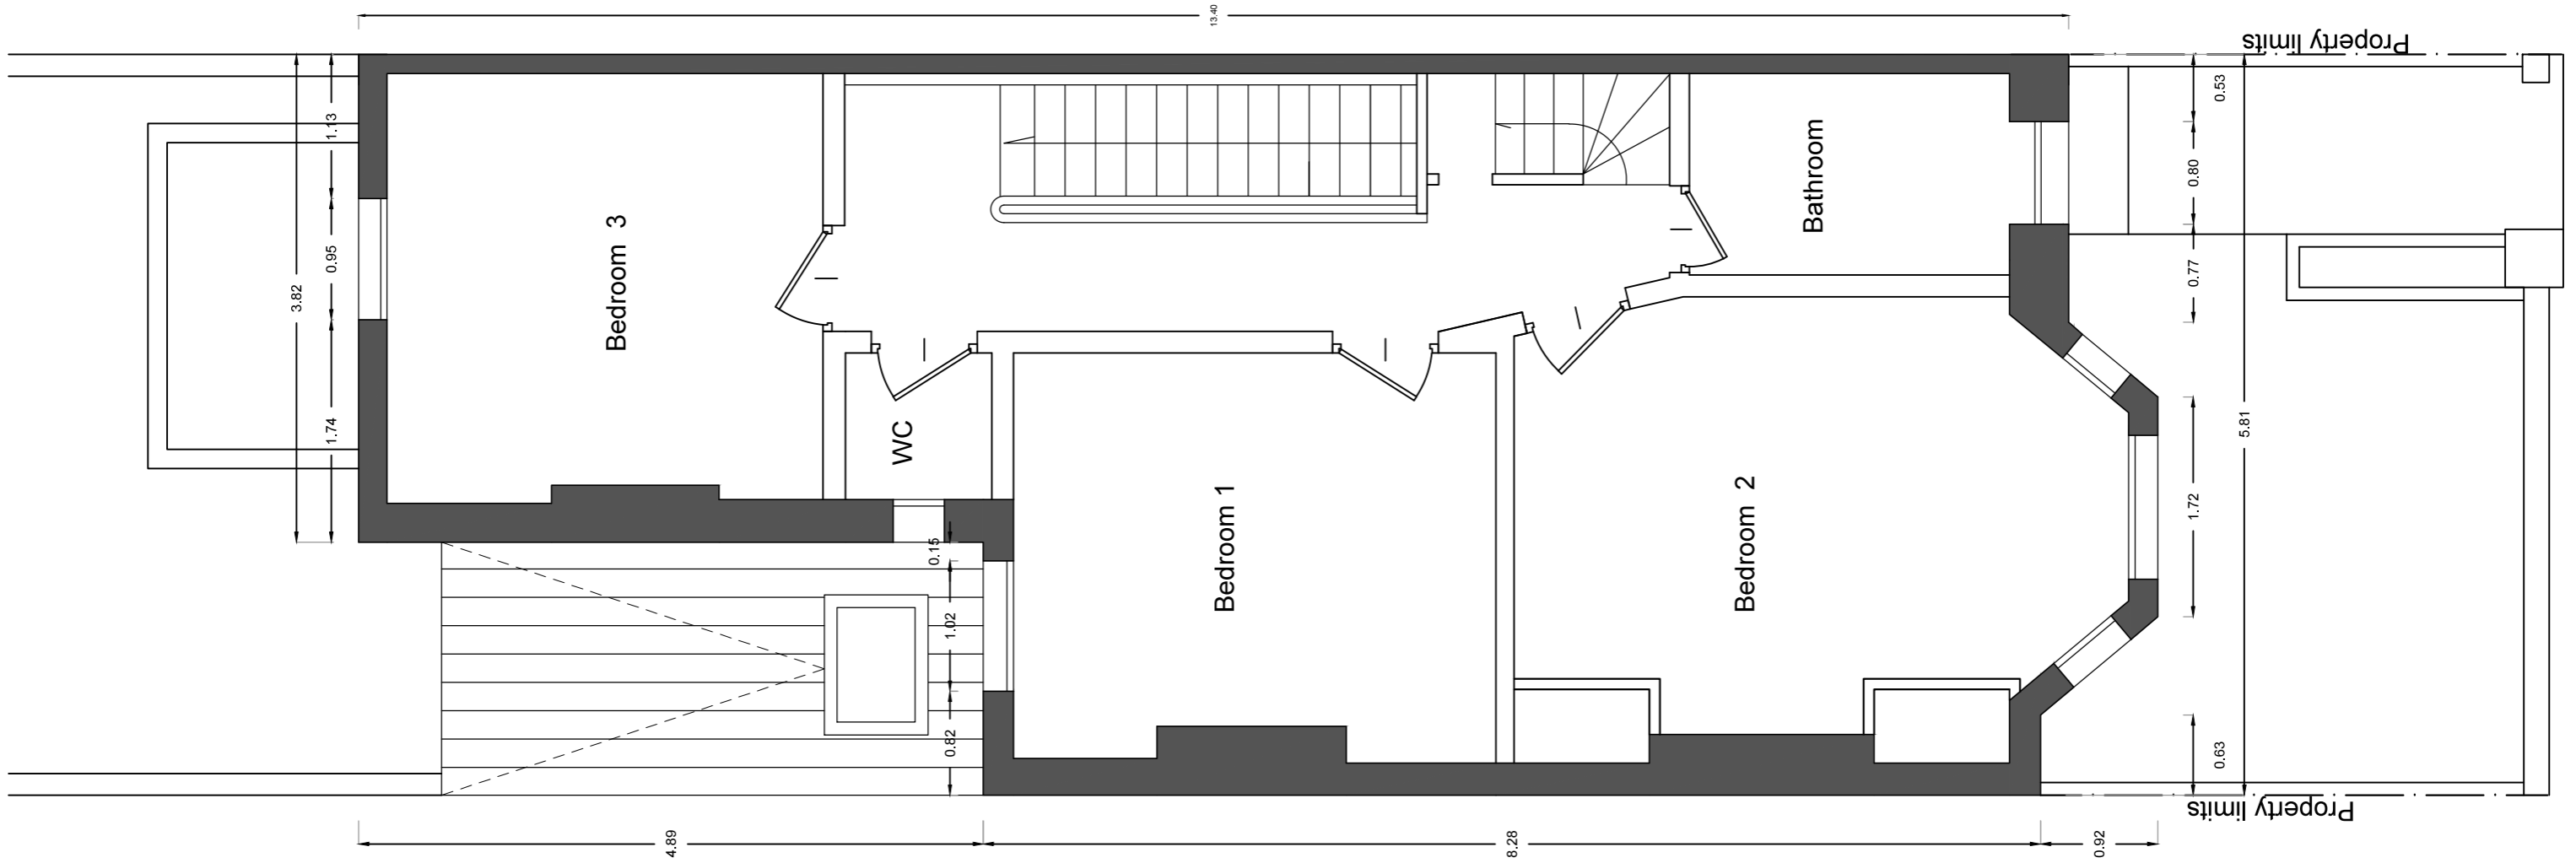 13.40
Property limits
1.13
0.95
3.82
1.74
Bedroom 3
WC
Bathroom
0.53
0.80
0.77
5.81
1.72
0.63
0.15
1.02
0.82
Bedroom 1
Bedroom 2
Property limits
4.89
8.28
0.92